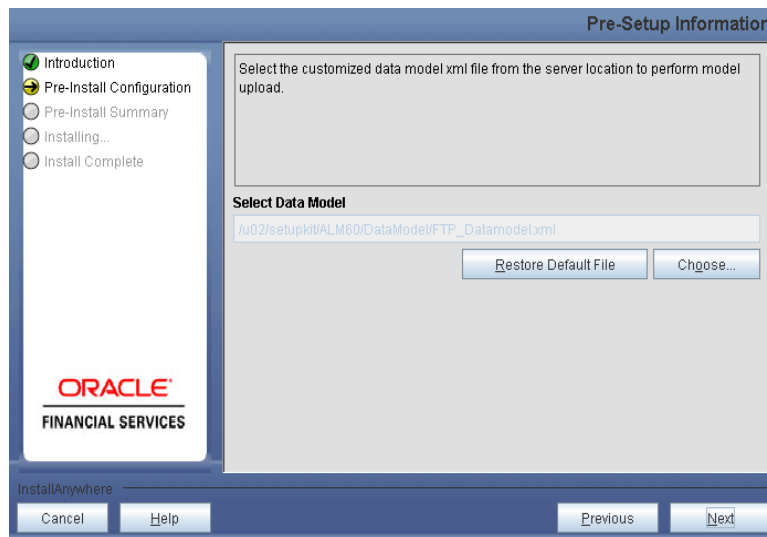 Pre-Setup Information
Introduction
Pre-Install Configuration
Pre-Install Summary
Installing...
Install Complete
Select the customized data model xml file from the server location to perform model
upload.
Select Data Model
/u02/setupkit/ALM60/DataModel/FTP_Datamodel.xml
Restore Default File
Choose...
ORACLE
FINANCIAL SERVICES
InstallAnywhere
Cancel
Help
Previous
Next